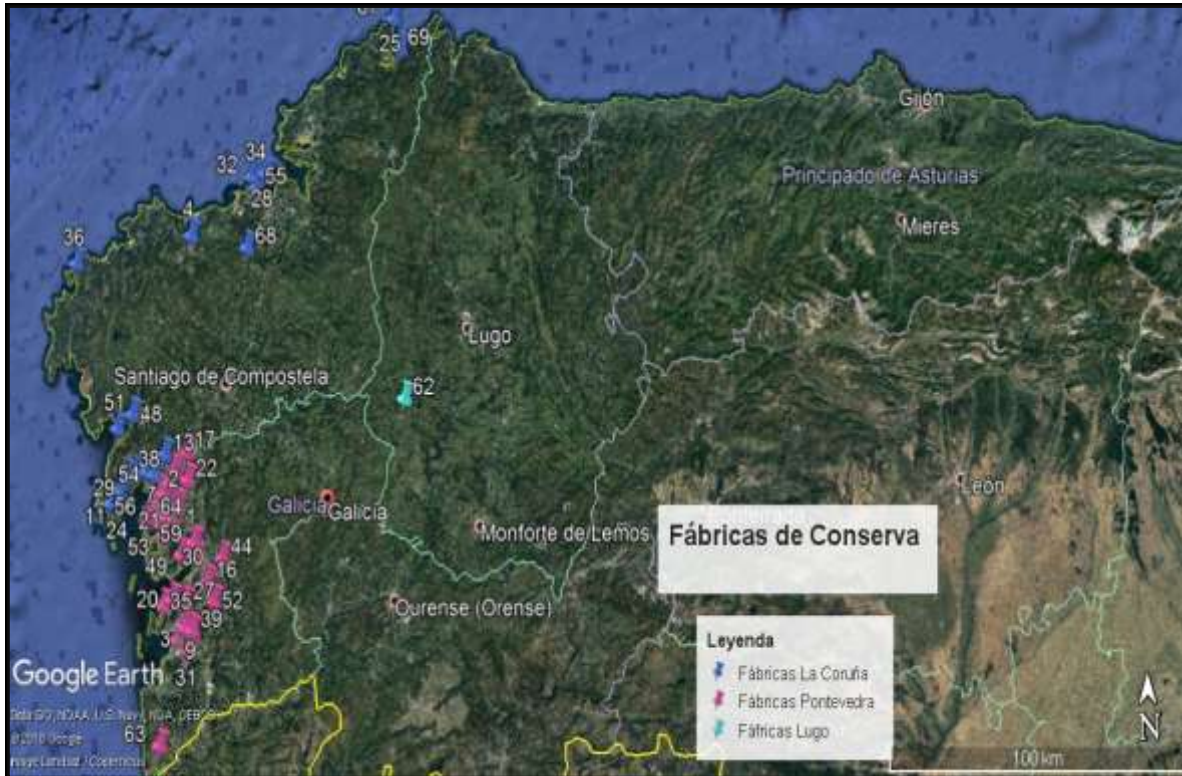 25 69
Gijón
34
32
55
28
Principado de Asturias
4
68
Mieres
36
Lugo
Santiago de Compostela
62
51
48
13 17
38
22
54
2
29
7
León
56
64
Galicia
Galicia
11
24
59
Monforte de Lemos
53
44
30
49
16
Fábricas de Conserva
27
20 35
52
Ourense (Orense)
39
3
9
Leyenda
Google Earth
31
Fábricas La Coruña
Fábricas Pontevedra
63
Fáfricas Lugo
N
100 km